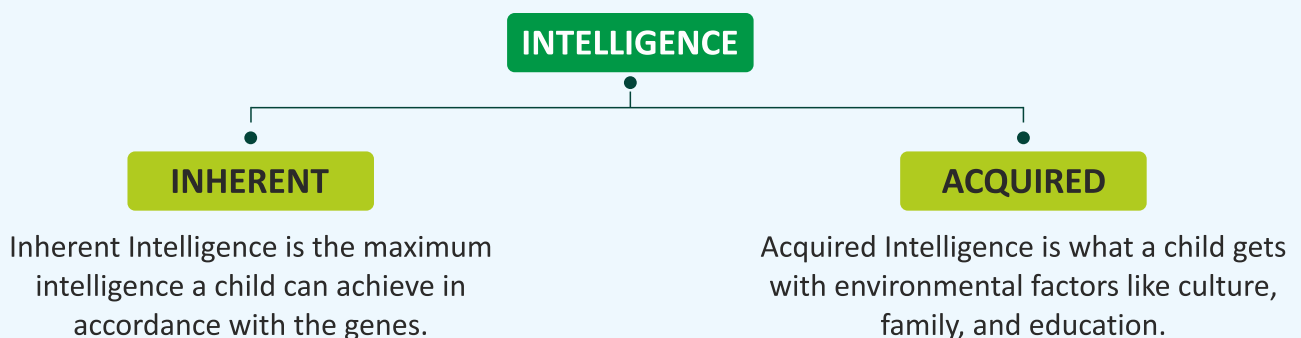 INTELLIGENCE
INHERENT
Inherent Intelligence is the maximum
intelligence a child can achieve in
accordance with the genes.
ACQUIRED
Acquired Intelligence is what a child gets
with environmental factors like culture,
family, and education.